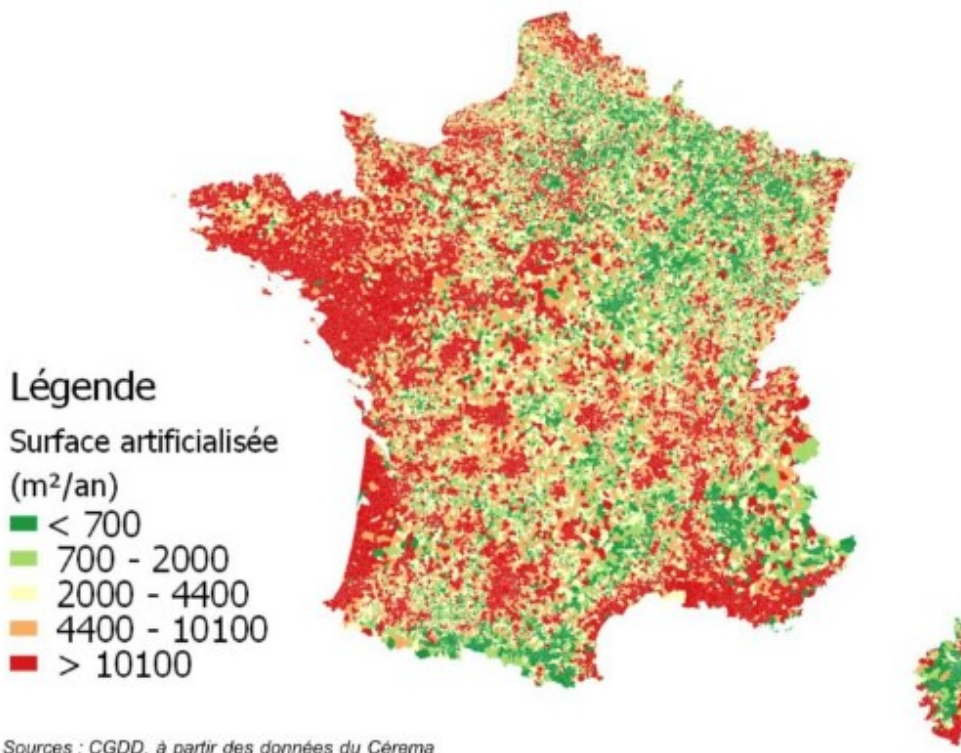 Légende
Surface artificialisée
(m²/an)
< 700
700 - 2000
2000 - 4400
4400 - 10100
> 10100
Sources : CGDD, à partir des données du Cérema